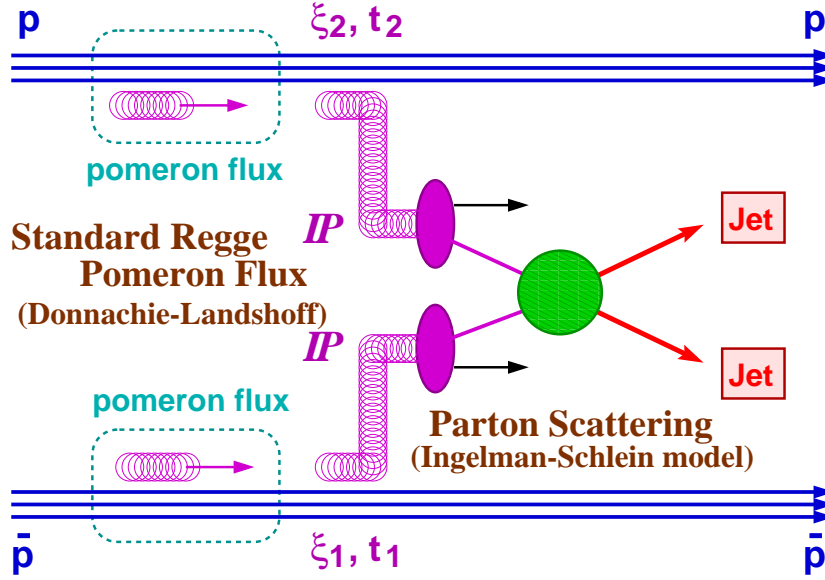 p
ξ2, t2
p
pomeron flux
IP
Jet
Standard Regge
Pomeron Flux
(Donnachie-Landshoff)
IP
Jet
pomeron flux
Parton Scattering
(Ingelman-Schlein model)
p̄
ξ1, t1
p̄